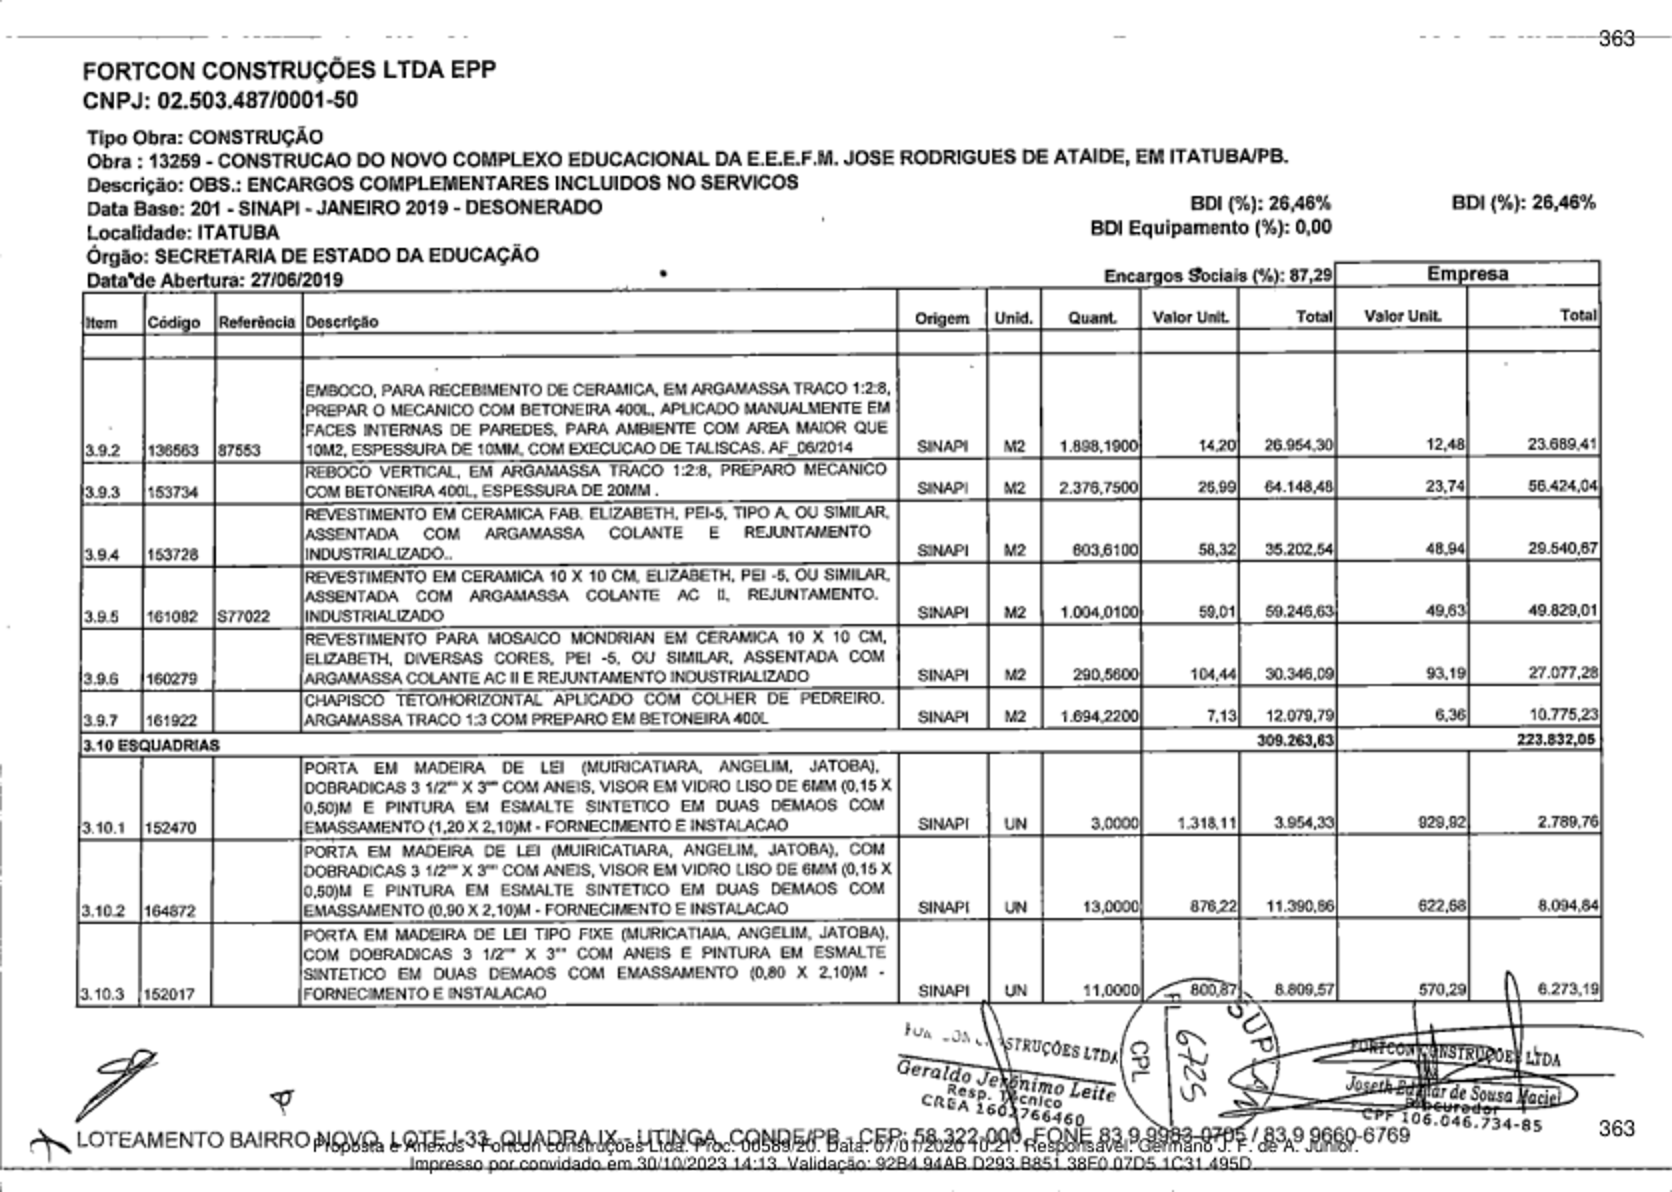 363
FORTCON CONSTRUÇÕES LTDA EPP
CNPJ: 02.503.487/0001-50
Tipo Obra: CONSTRUÇÃO
Obra : 13259 - CONSTRUCAO DO NOVO COMPLEXO EDUCACIONAL DA E.E.E.F.M. JOSE RODRIGUES DE ATAIDE, EM ITATUBA/PB.
Descrição: OBS.: ENCARGOS COMPLEMENTARES INCLUIDOS NO SERVICOS
Data Base: 201 - SINAPI - JANEIRO 2019 - DESONERADO BDI (%): 26,46% BDI (%): 26,46%
Localidade: ITATUBA BDI Equipamento (%): 0,00
Órgão: SECRETARIA DE ESTADO DA EDUCAÇÃO
Data de Abertura: 27/06/2019 Encargos Sociais (%): 87,29 Empresa
Item Código Referência Descrição Origem Unid. Quant. Valor Unit. Total Valor Unit. Total
EMBOCO, PARA RECEBIMENTO DE CERAMICA, EM ARGAMASSA TRACO 1:2:8,
PREPAR O MECANICO COM BETONEIRA 400L, APLICADO MANUALMENTE EM
FACES INTERNAS DE PAREDES, PARA AMBIENTE COM AREA MAIOR QUE
3.9.2 136563 87553 10M2, ESPESSURA DE 10MM, COM EXECUCAO DE TALISCAS. AF_06/2014 SINAPI M2 1.898,1900 14,20 26.954,30 12,48 23.689,41
REBOCO VERTICAL, EM ARGAMASSA TRACO 1:2:8, PREPARO MECANICO
3.9.3 153734 COM BETONEIRA 400L, ESPESSURA DE 20MM . SINAPI M2 2.376,7500 26,99 64.148,48 23,74 56.424,04
REVESTIMENTO EM CERAMICA FAB. ELIZABETH, PEI-5, TIPO A, OU SIMILAR,
ASSENTADA COM ARGAMASSA COLANTE E REJUNTAMENTO
3.9.4 153728 INDUSTRIALIZADO.. SINAPI M2 603,6100 58,32 35.202,54 48,94 29.540,67
REVESTIMENTO EM CERAMICA 10 X 10 CM, ELIZABETH, PEI -5, OU SIMILAR,
ASSENTADA COM ARGAMASSA COLANTE AC II, REJUNTAMENTO.
3.9.5 161082 S77022 INDUSTRIALIZADO SINAPI M2 1.004,0100 59,01 59.246,63 49,63 49.829,01
REVESTIMENTO PARA MOSAICO MONDRIAN EM CERAMICA 10 X 10 CM,
ELIZABETH, DIVERSAS CORES, PEI -5, OU SIMILAR, ASSENTADA COM
3.9.6 160279 ARGAMASSA COLANTE AC II E REJUNTAMENTO INDUSTRIALIZADO SINAPI M2 290,5600 104,44 30.346,09 93,19 27.077,28
CHAPISCO TETO/HORIZONTAL APLICADO COM COLHER DE PEDREIRO.
3.9.7 161922 ARGAMASSA TRACO 1:3 COM PREPARO EM BETONEIRA 400L SINAPI M2 1.694,2200 7,13 12.079,79 6,36 10.775,23
3.10 ESQUADRIAS 309.263,63 223.832,05
PORTA EM MADEIRA DE LEI (MUIRICATIARA, ANGELIM, JATOBA),
DOBRADICAS 3 1/2"" X 3"" COM ANEIS, VISOR EM VIDRO LISO DE 6MM (0,15 X
0,50)M E PINTURA EM ESMALTE SINTETICO EM DUAS DEMAOS COM
3.10.1 152470 EMASSAMENTO (1,20 X 2,10)M - FORNECIMENTO E INSTALACAO SINAPI UN 3,0000 1.318,11 3.954,33 929,92 2.789,76
PORTA EM MADEIRA DE LEI (MUIRICATIARA, ANGELIM, JATOBA), COM
DOBRADICAS 3 1/2"" X 3"" COM ANEIS, VISOR EM VIDRO LISO DE 6MM (0,15 X
0,50)M E PINTURA EM ESMALTE SINTETICO EM DUAS DEMAOS COM
3.10.2 164872 EMASSAMENTO (0,90 X 2,10)M - FORNECIMENTO E INSTALACAO SINAPI UN 13,0000 876,22 11.390,86 622,68 8.094,84
PORTA EM MADEIRA DE LEI TIPO FIXE (MURICATIAIA, ANGELIM, JATOBA),
COM DOBRADICAS 3 1/2"" X 3"" COM ANEIS E PINTURA EM ESMALTE
SINTETICO EM DUAS DEMAOS COM EMASSAMENTO (0,80 X 2,10)M -
3.10.3 152017 FORNECIMENTO E INSTALACAO SINAPI UN 11,0000 800,87 8.809,57 570,29 6.273,19
STRUÇÕES LTDA
Geraldo Jerônimo Leite
Resp. Técnico
CREA 1602766460
CPL FL 6725
FORTCON CONSTRUÇOES LTDA
Joseth Edmar de Sousa Maciel
Procurador
CPF 106.046.734-85
LOTEAMENTO BAIRRO NOVO, LOTE I-33, QUADRA IX - UTINGA, CONDE/PB - CEP: 58.322.000, FONE 83 9 9983-0705 / 83 9 9660-6769
363
Proposta e Anexos - Fortcon construções Ltda. Proc. 00589/20. Data: 07/01/2020 10:21. Responsável: Germano J. F. de A. Júnior.
Impresso por convidado em 30/10/2023 14:13. Validação: 92B4.94AB.D293.B851.38F0.07D5.1C31.495D.